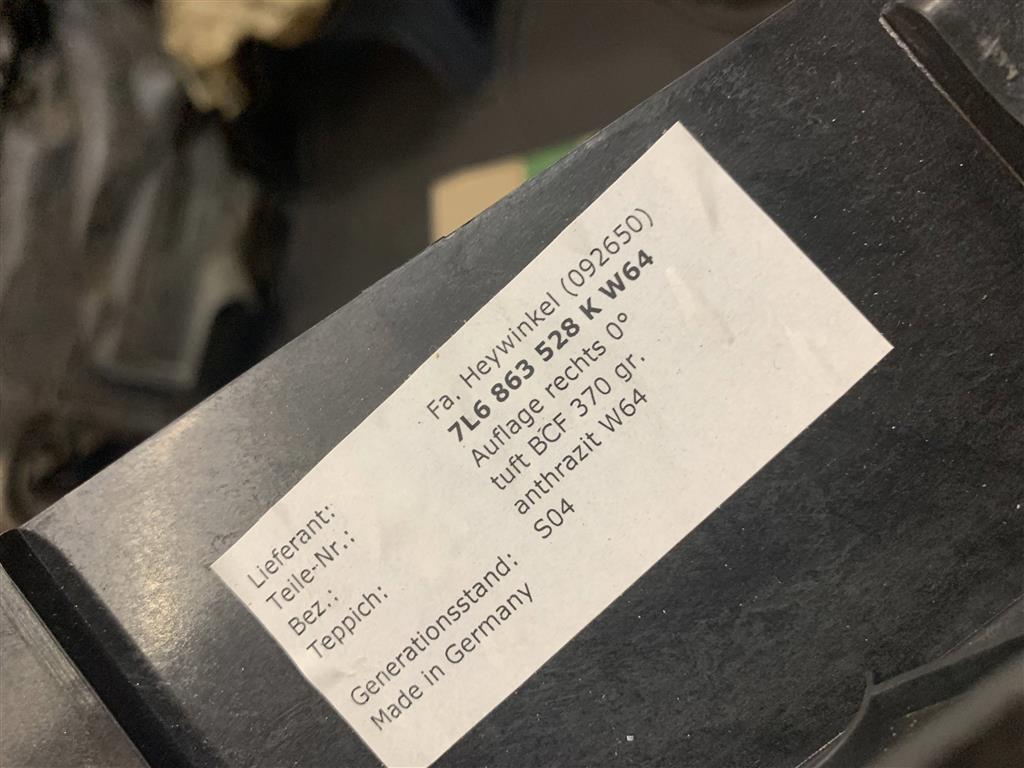 Lieferant: Fa. Heywinkel (092650)
Teile-Nr.: 7L6 863 528 K W64
Bez.: Auflage rechts 0°
Teppich: tuft BCF 370 gr.
anthrazit W64
Generationsstand: S04
Made in Germany